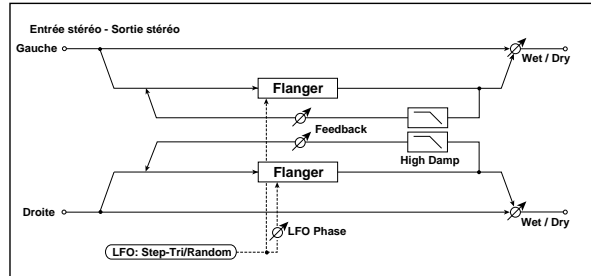 Entrée stéréo - Sortie stéréo
Gauche
Wet / Dry
Flanger
Feedback
High Damp
Flanger
Droite
LFO Phase
Wet / Dry
LFO: Step-Tri/Random